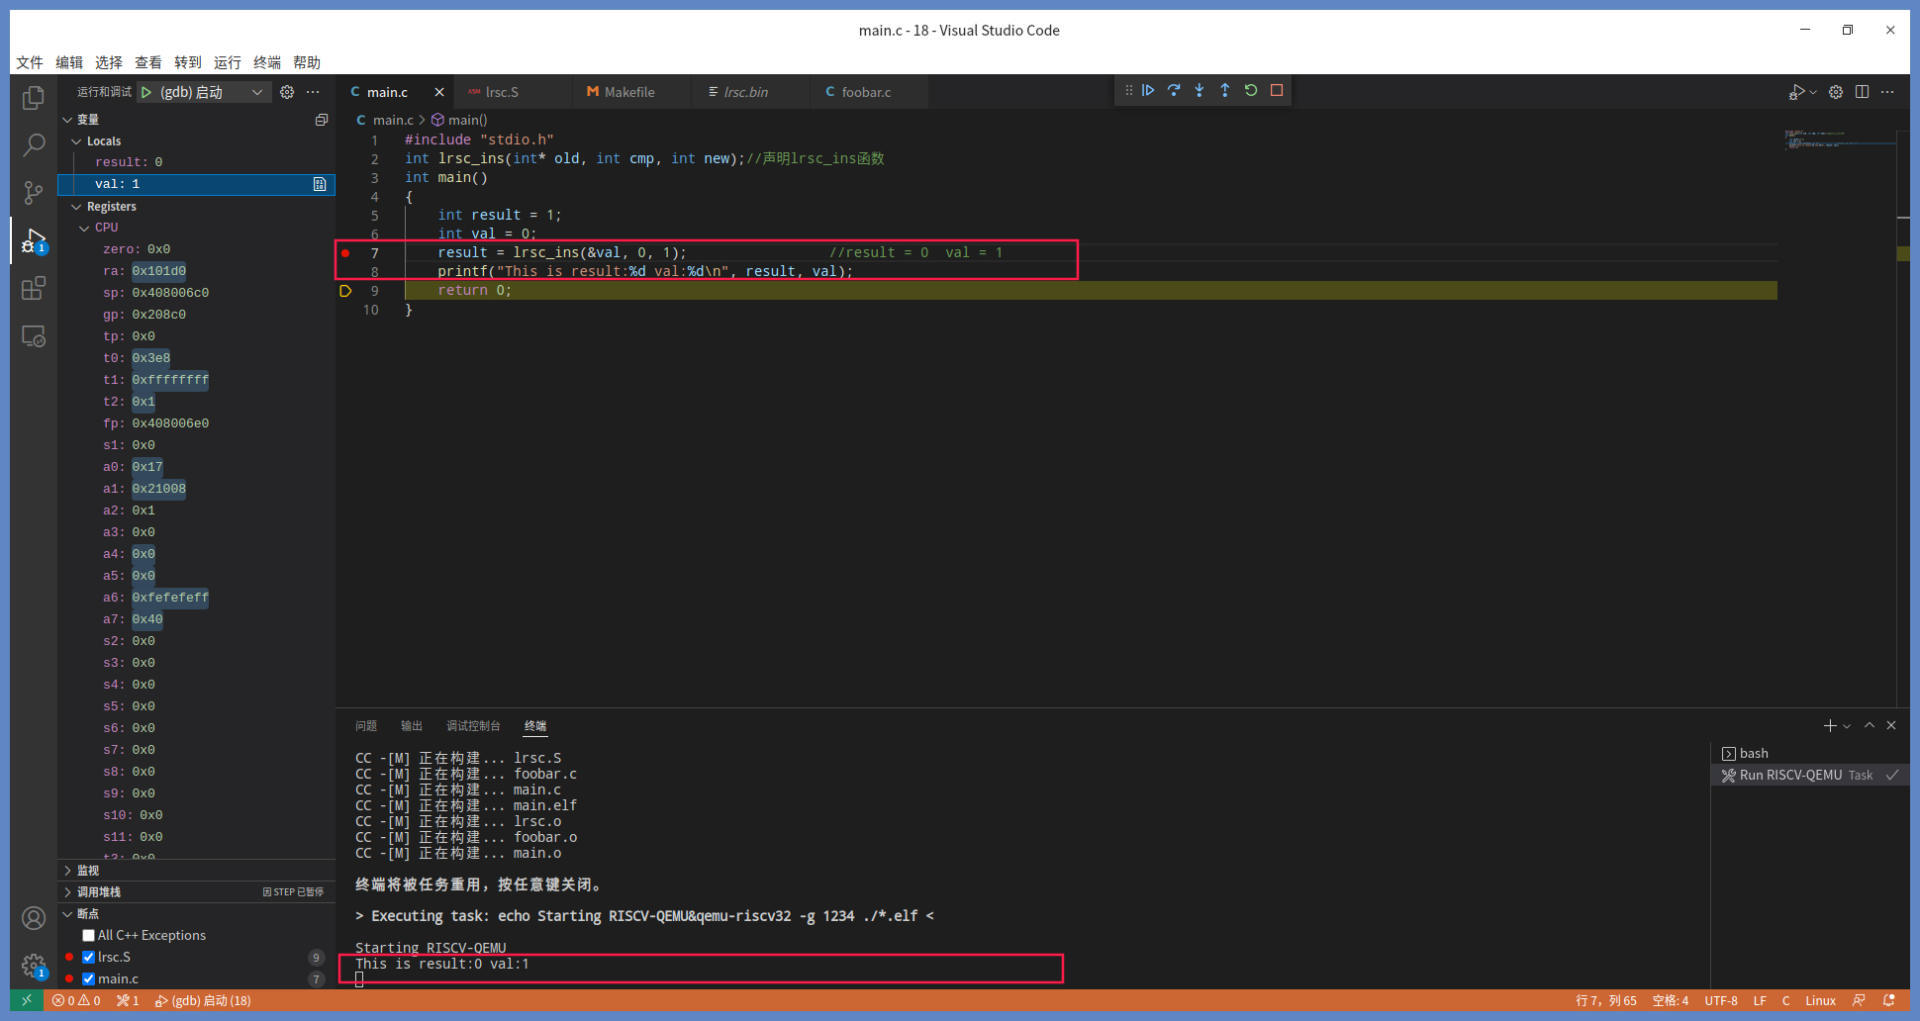 main.c - 18 - Visual Studio Code
文件 编辑 选择 查看 转到 运行 终端 帮助
运行和调试 (gdb) 启动
main.c lrsc.S Makefile lrsc.bin foobar.c
变量
Locals
result: 0
val: 1
Registers
CPU
zero: 0x0
ra: 0x101d0
sp: 0x408006c0
gp: 0x208c0
tp: 0x0
t0: 0x3e8
t1: 0xffffffff
t2: 0x1
fp: 0x408006e0
s1: 0x0
a0: 0x17
a1: 0x21008
a2: 0x1
a3: 0x0
a4: 0x0
a5: 0x0
a6: 0xfefefeff
a7: 0x40
s2: 0x0
s3: 0x0
s4: 0x0
s5: 0x0
s6: 0x0
s7: 0x0
s8: 0x0
s9: 0x0
s10: 0x0
s11: 0x0
t3: 0x0
监视
调用堆栈 因 STEP 已暂停
断点
All C++ Exceptions
lrsc.S 9
main.c 7
C main.c > main()
1 #include "stdio.h"
2 int lrsc_ins(int* old, int cmp, int new);//声明lrsc_ins函数
3 int main()
4 {
5 int result = 1;
6 int val = 0;
7 result = lrsc_ins(&val, 0, 1); //result = 0 val = 1
8 printf("This is result:%d val:%d\n", result, val);
9 return 0;
10 }
问题 输出 调试控制台 终端
CC -[M] 正在构建... lrsc.S
CC -[M] 正在构建... foobar.c
CC -[M] 正在构建... main.c
CC -[M] 正在构建... main.elf
CC -[M] 正在构建... lrsc.o
CC -[M] 正在构建... foobar.o
CC -[M] 正在构建... main.o
终端将被任务重用，按任意键关闭。
> Executing task: echo Starting RISCV-QEMU&qemu-riscv32 -g 1234 ./*.elf <
Starting RISCV-QEMU
This is result:0 val:1
bash
Run RISCV-QEMU Task
0 0 1 (gdb) 启动 (18)
行 7，列 65 空格: 4 UTF-8 LF C Linux